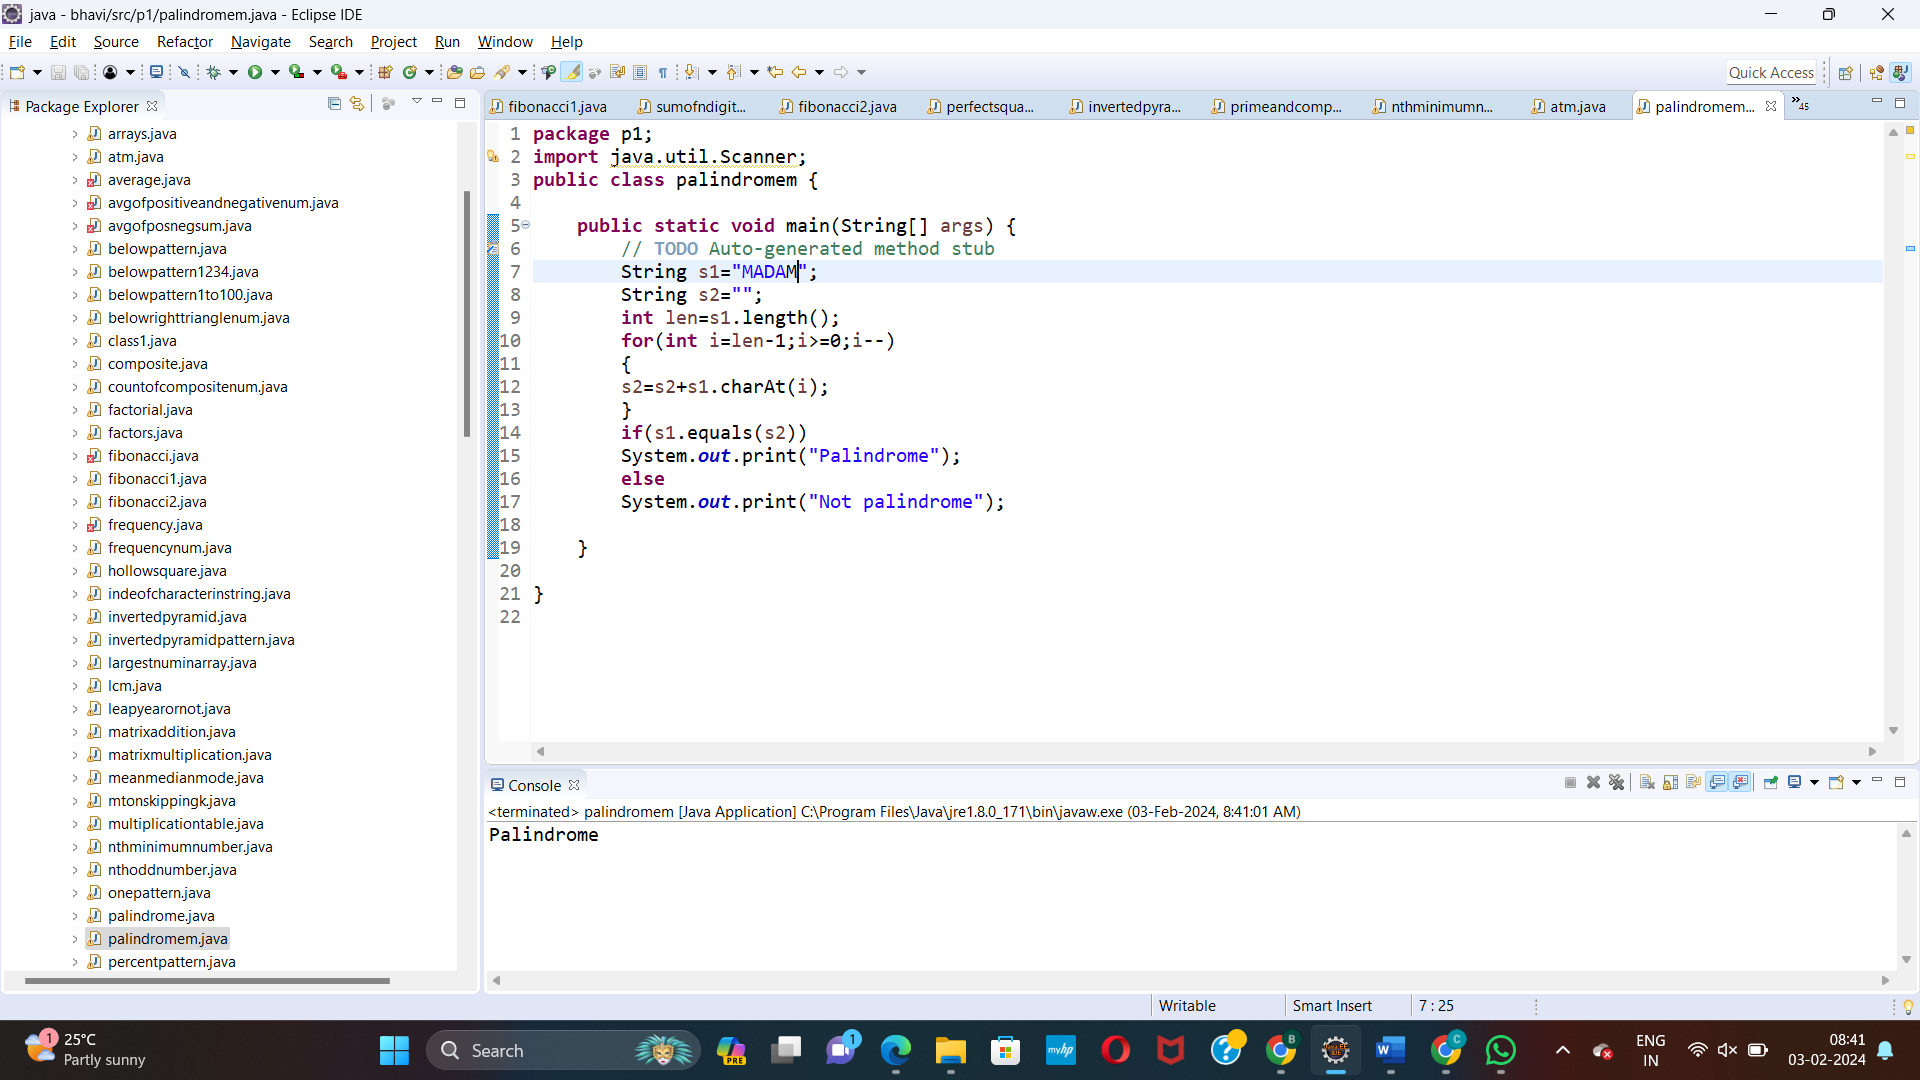 java - bhavi/src/p1/palindromem.java - Eclipse IDE
File Edit Source Refactor Navigate Search Project Run Window Help
Quick Access
Package Explorer
arrays.java
atm.java
average.java
avgofpositiveandnegativenum.java
avgofposnegsum.java
belowpattern.java
belowpattern1234.java
belowpattern1to100.java
belowrighttrianglenum.java
class1.java
composite.java
countofcompositenum.java
factorial.java
factors.java
fibonacci.java
fibonacci1.java
fibonacci2.java
frequency.java
frequencynum.java
hollowsquare.java
indeofcharacterinstring.java
invertedpyramid.java
invertedpyramidpattern.java
largestnuminarray.java
lcm.java
leapyearornot.java
matrixaddition.java
matrixmultiplication.java
meanmedianmode.java
mtonskippingk.java
multiplicationtable.java
nthminimumnumber.java
nthoddnumber.java
onepattern.java
palindrome.java
palindromem.java
percentpattern.java
fibonacci1.java sumofndigit... fibonacci2.java perfectsqua... invertedpyra... primeandcomp... nthminimumn... atm.java palindromem... »45
1 package p1;
2 import java.util.Scanner;
3 public class palindromem {
4
5 public static void main(String[] args) {
6 // TODO Auto-generated method stub
7 String s1="MADAM";
8 String s2="";
9 int len=s1.length();
10 for(int i=len-1;i>=0;i--)
11 {
12 s2=s2+s1.charAt(i);
13 }
14 if(s1.equals(s2))
15 System.out.print("Palindrome");
16 else
17 System.out.print("Not palindrome");
18
19 }
20
21 }
22
Console
<terminated> palindromem [Java Application] C:\Program Files\Java\jre1.8.0_171\bin\javaw.exe (03-Feb-2024, 8:41:01 AM)
Palindrome
Writable Smart Insert 7 : 25
1
25°C
Partly sunny
Search
PRE
1
myhp
B
W
C
ENG
IN
08:41
03-02-2024